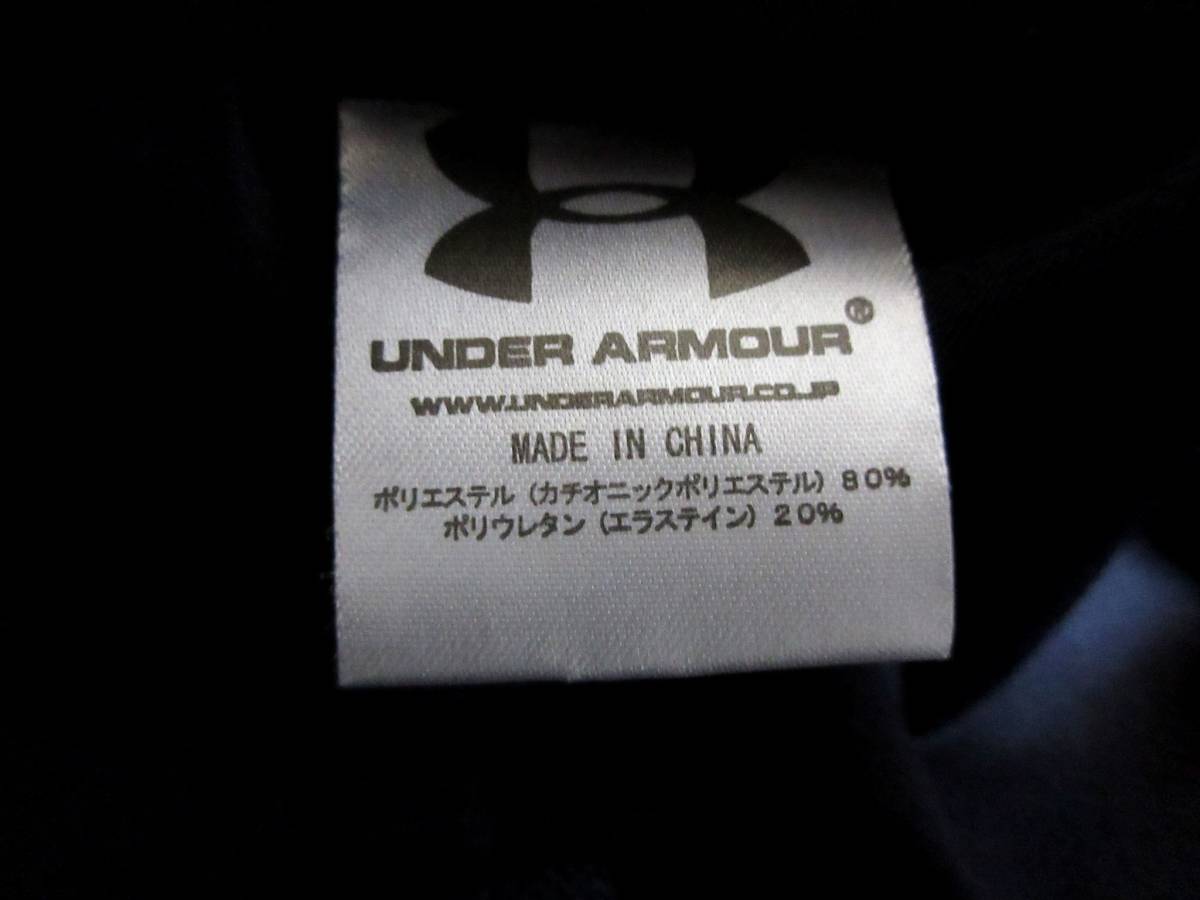 UNDER ARMOUR®
WWW.UNDERARMOUR.CO.JP
MADE IN CHINA
ポリエステル (カチオニックポリエステル) 80%
ポリウレタン (エラステイン) 20%